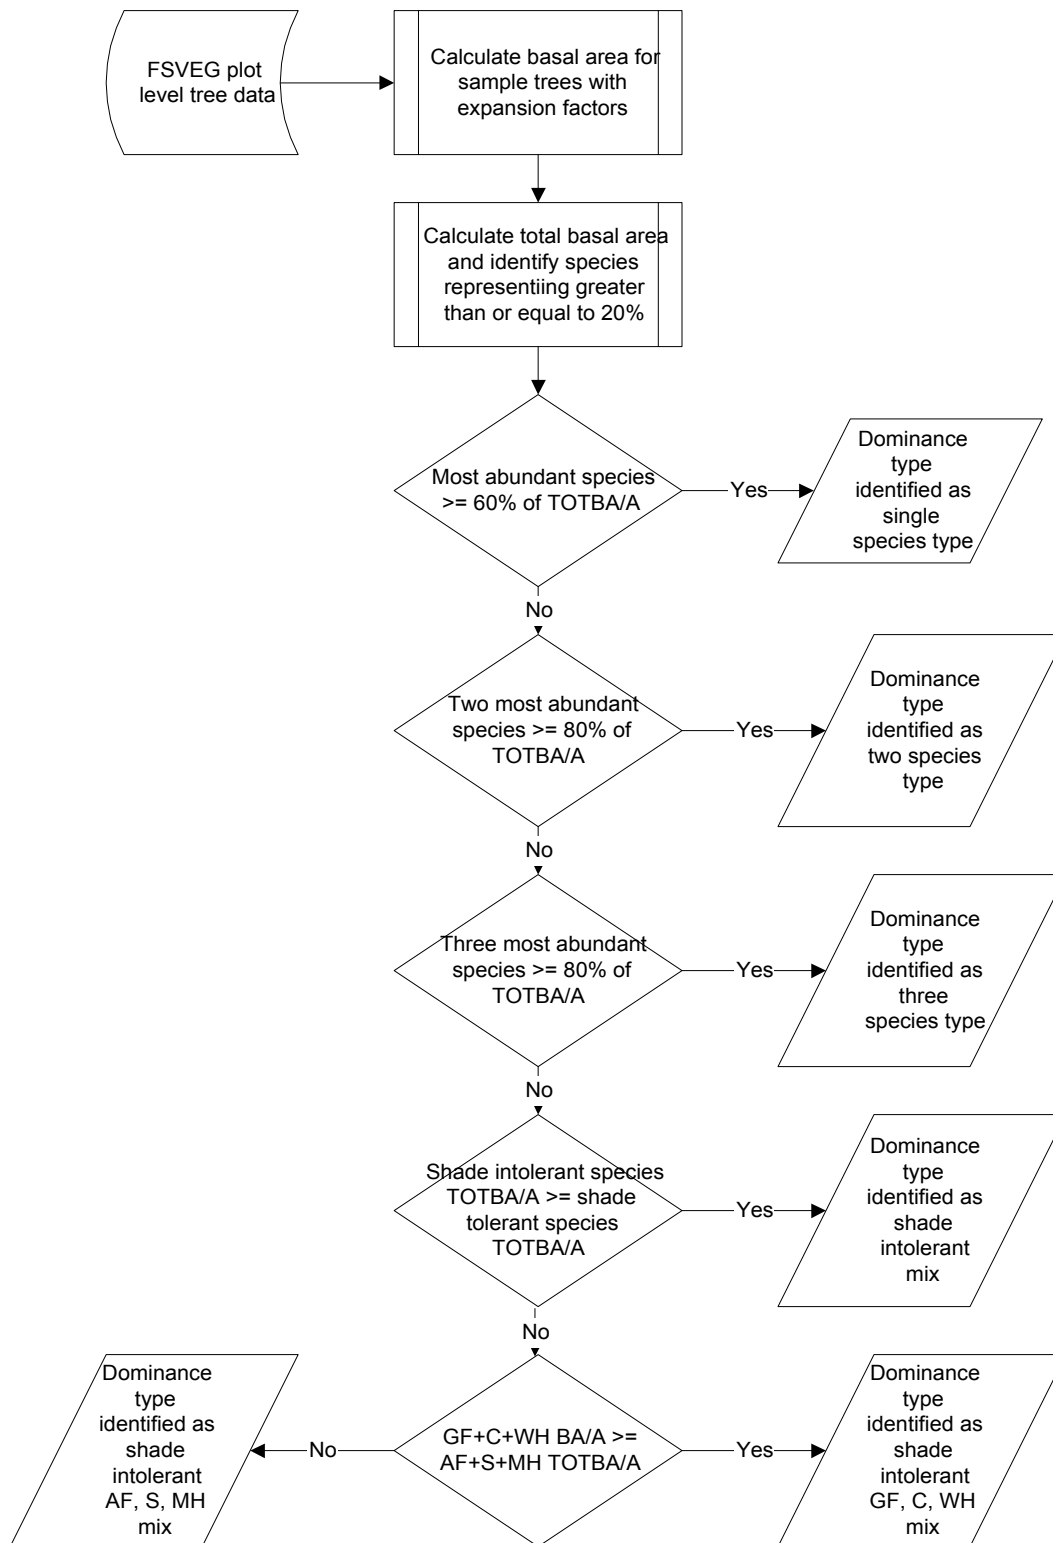 FSVEG plot
level tree data
Calculate basal area for
sample trees with
expansion factors
Calculate total basal area
and identify species
representiing greater
than or equal to 20%
Most abundant species
>= 60% of TOTBA/A
Yes
Dominance
type
identified as
single
species type
No
Two most abundant
species >= 80% of
TOTBA/A
Yes
Dominance
type
identified as
two species
type
No
Three most abundant
species >= 80% of
TOTBA/A
Yes
Dominance
type
identified as
three
species type
No
Shade intolerant species
TOTBA/A >= shade
tolerant species
TOTBA/A
Yes
Dominance
type
identified as
shade
intolerant
mix
No
GF+C+WH BA/A >=
AF+S+MH TOTBA/A
No
Dominance
type
identified as
shade
intolerant
AF, S, MH
mix
Yes
Dominance
type
identified as
shade
intolerant
GF, C, WH
mix